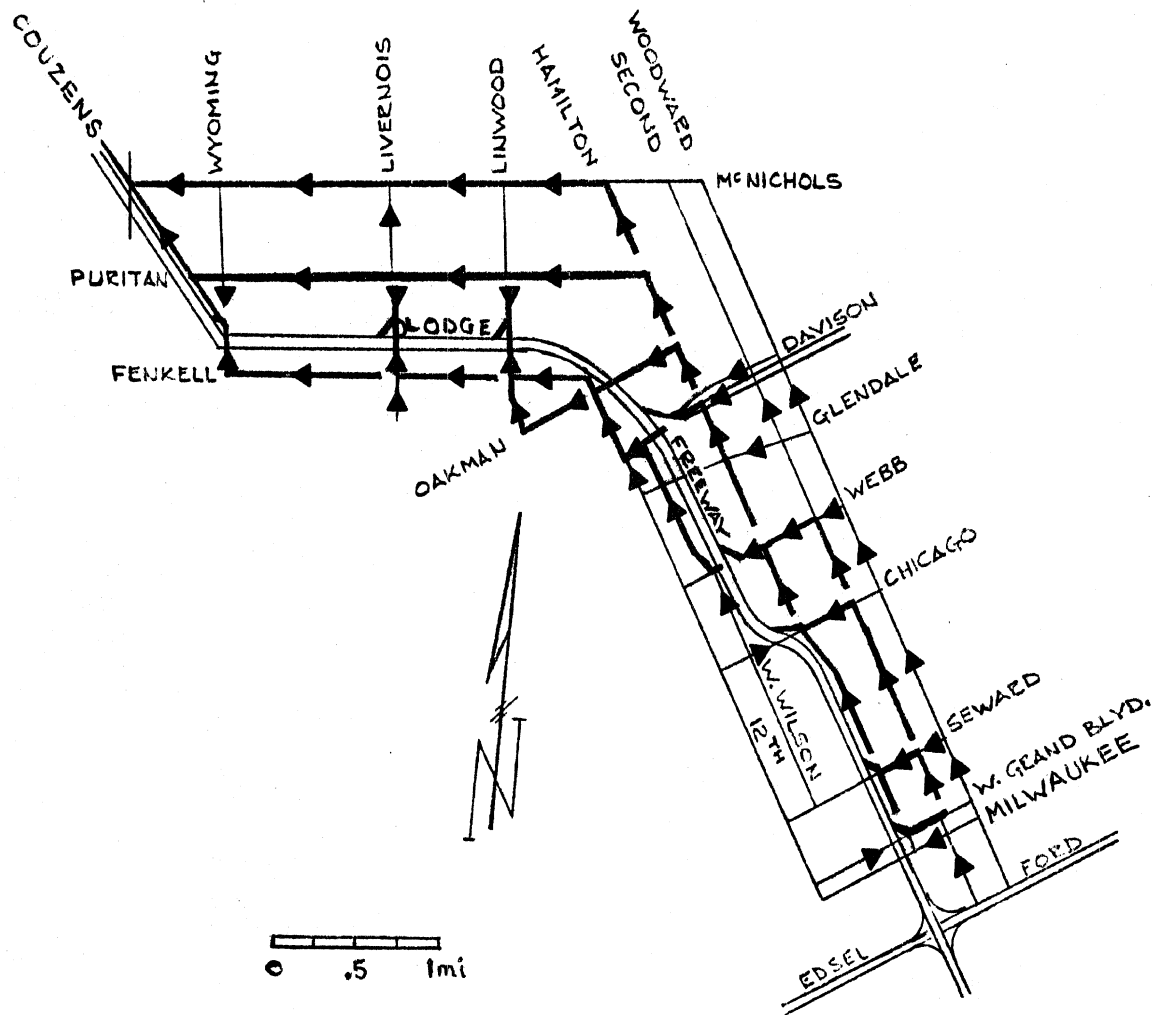 COUZENS
WYOMING
LIVERNOIS
LINWOOD
HAMILTON
SECOND
WOODWARD
McNICHOLS
PURITAN
LODGE
FREEWAY
DAVISON
FENKELL
GLENDALE
OAKMAN
WEBB
CHICAGO
W. WILSON
12TH
SEWARD
W. GRAND BLVD.
MILWAUKEE
EDSEL FORD
N
0 .5 1mi